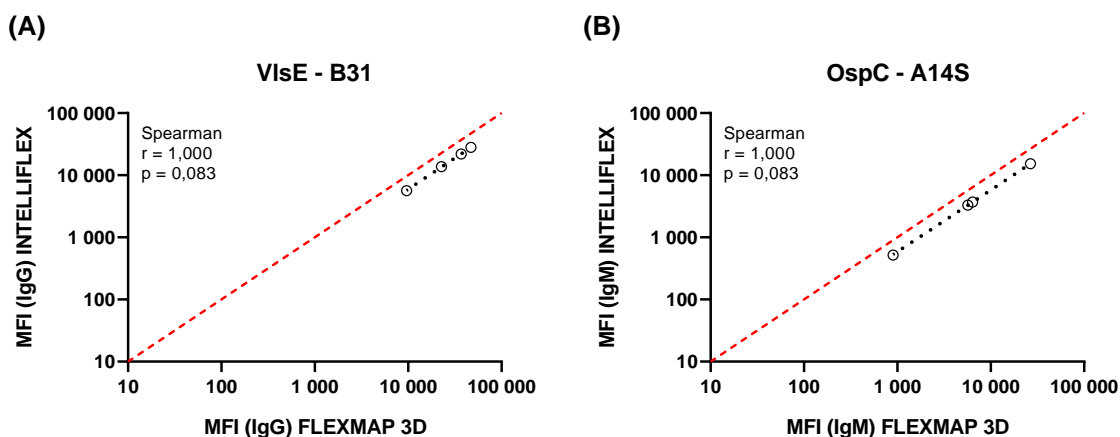 (A)
VlsE - B31
MFI (IgG) INTELLIFLEX
100 000
10 000
1 000
100
10
Spearman
r = 1,000
p = 0,083
10
100
1 000
10 000
100 000
MFI (IgG) FLEXMAP 3D
(B)
OspC - A14S
MFI (IgM) INTELLIFLEX
100 000
10 000
1 000
100
10
Spearman
r = 1,000
p = 0,083
10
100
1 000
10 000
100 000
MFI (IgM) FLEXMAP 3D